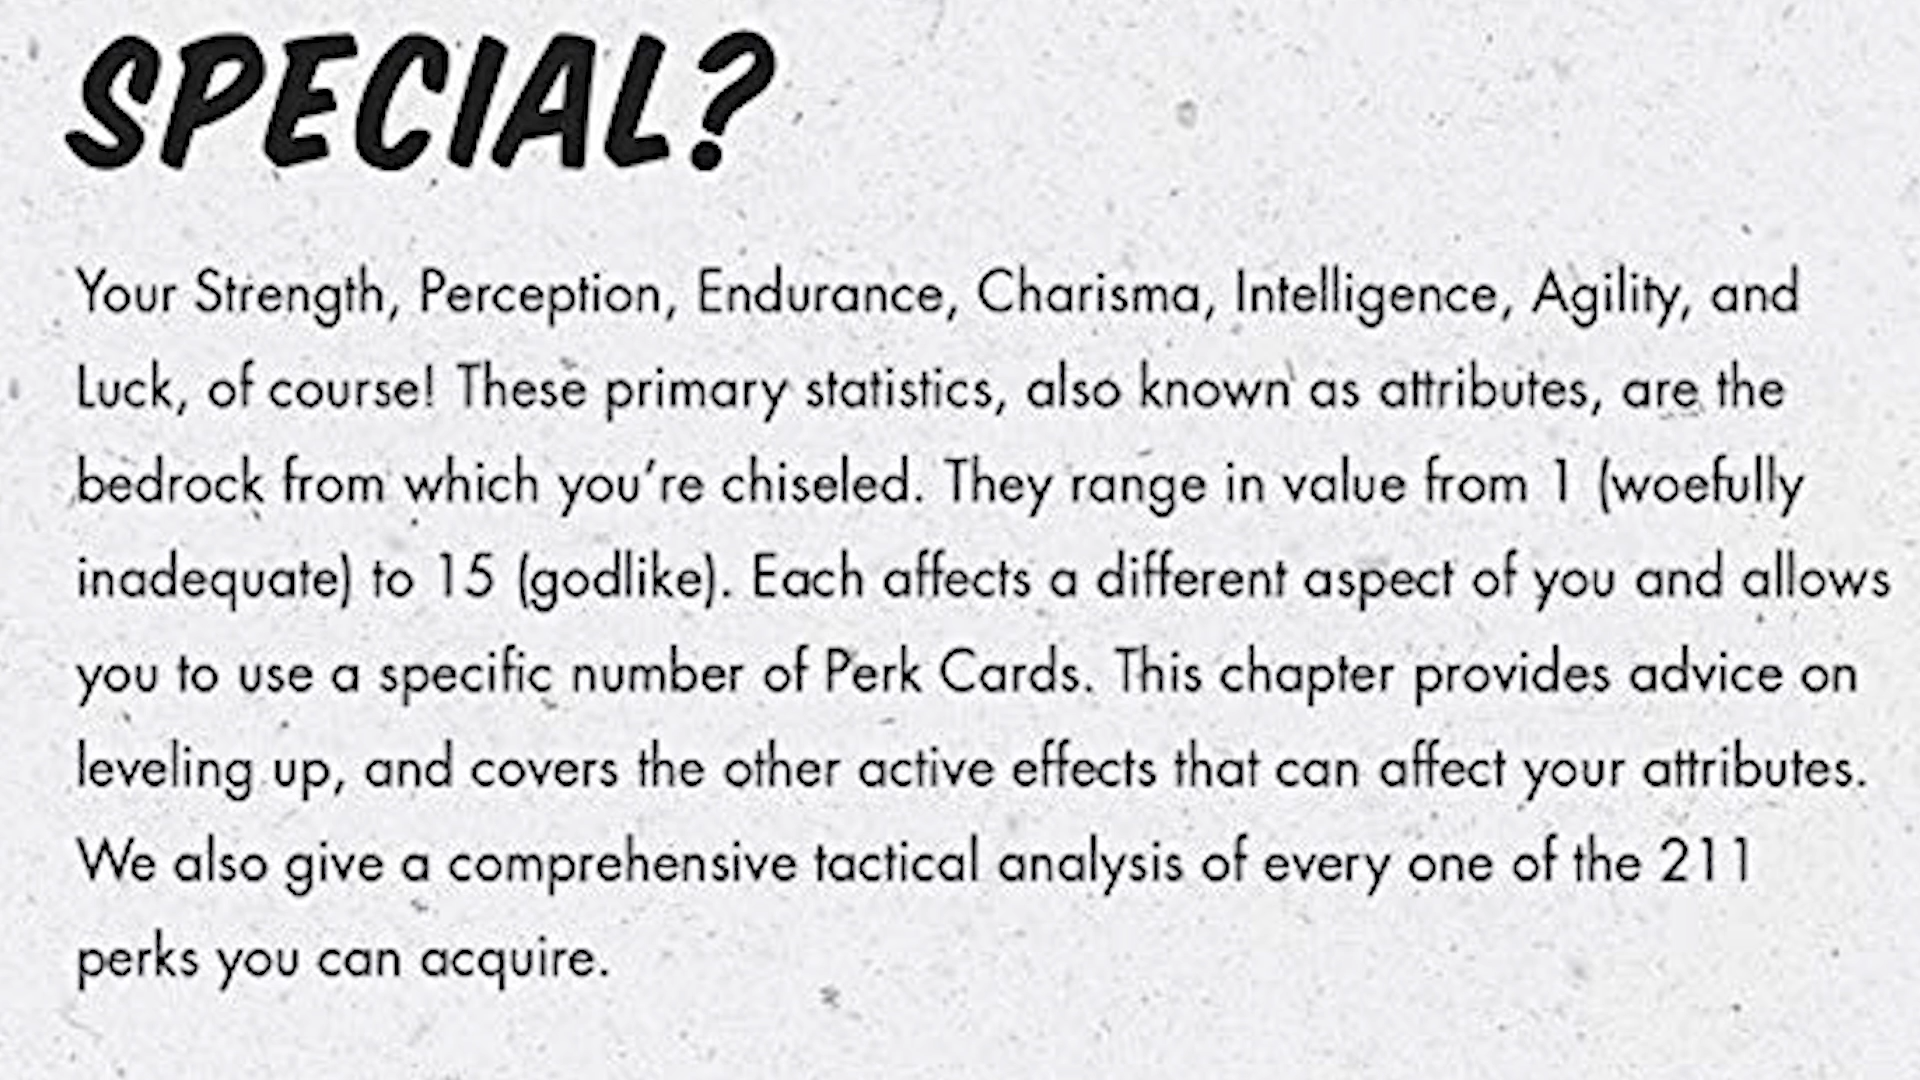 SPECIAL?
Your Strength, Perception, Endurance, Charisma, Intelligence, Agility, and
Luck, of course! These primary statistics, also known as attributes, are the
bedrock from which you’re chiseled. They range in value from 1 (woefully
inadequate) to 15 (godlike). Each affects a different aspect of you and allows
you to use a specific number of Perk Cards. This chapter provides advice on
leveling up, and covers the other active effects that can affect your attributes.
We also give a comprehensive tactical analysis of every one of the 211
perks you can acquire.